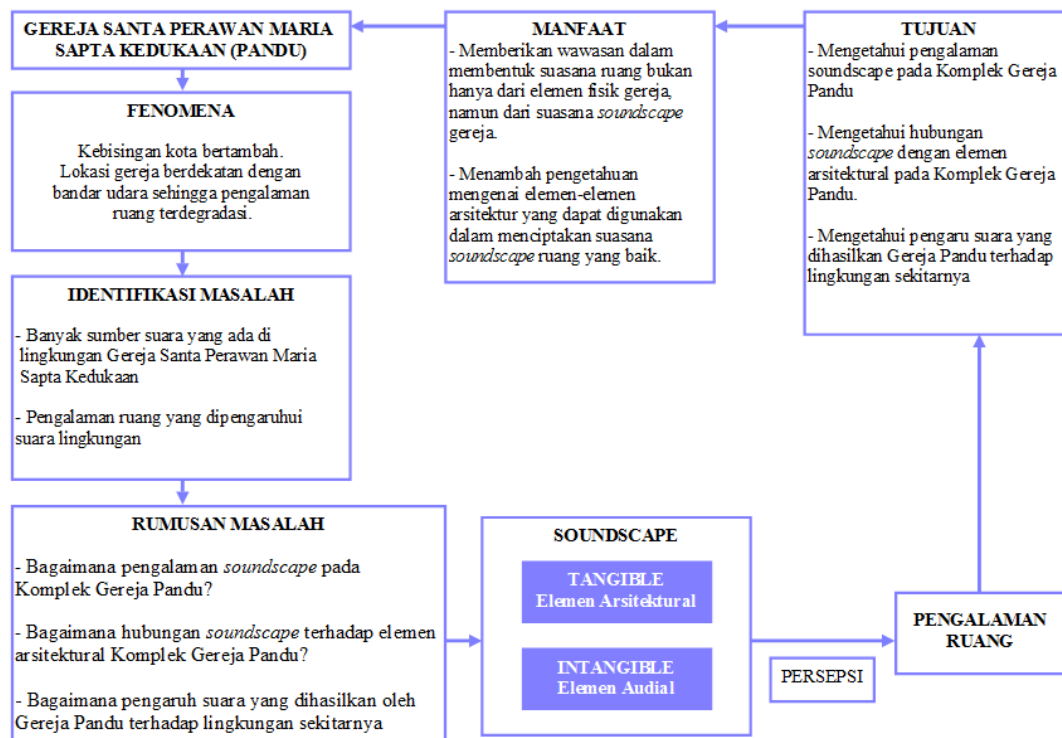 GEREJA SANTA PERAWAN MARIA
SAPTA KEDUKAAN (PANDU)
FENOMENA
Kebisingan kota bertambah.
Lokasi gereja berdekatan dengan
bandar udara sehingga pengalaman
ruang terdegradasi.
IDENTIFIKASI MASALAH
- Banyak sumber suara yang ada di
lingkungan Gereja Santa Perawan Maria
Sapta Kedukaan
- Pengalaman ruang yang dipengaruhui
suara lingkungan
RUMUSAN MASALAH
- Bagaimana pengalaman soundscape pada
Komplek Gereja Pandu?
- Bagaimana hubungan soundscape terhadap elemen
arsitektural Komplek Gereja Pandu?
- Bagaimana pengaruh suara yang dihasilkan oleh
Gereja Pandu terhadap lingkungan sekitarnya
SOUNDSCAPE
TANGIBLE
Elemen Arsitektural
INTANGIBLE
Elemen Audial
PERSEPSI
PENGALAMAN
RUANG
TUJUAN
- Mengetahui pengalaman
soundscape pada Komplek Gereja
Pandu
- Mengetahui hubungan
soundscape dengan elemen
arsitektural pada Komplek Gereja
Pandu.
- Mengetahui pengaru suara yang
dihasilkan Gereja Pandu terhadap
lingkungan sekitarnya
MANFAAT
- Memberikan wawasan dalam
membentuk suasana ruang bukan
hanya dari elemen fisik gereja,
namun dari suasana soundscape
gereja.
- Menambah pengetahuan
mengenai elemen-elemen
arsitektur yang dapat digunakan
dalam menciptakan suasana
soundscape ruang yang baik.